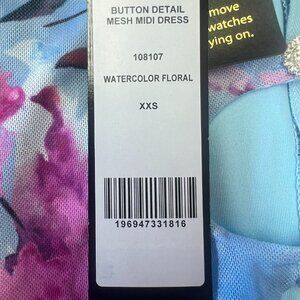 BUTTON DETAIL
MESH MIDI DRESS
108107
WATERCOLOR FLORAL
XXS
196947331816
move
watches
ying on.